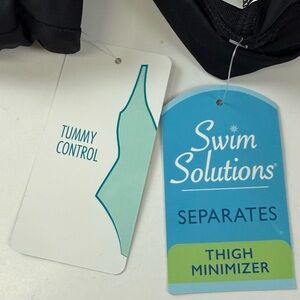 TUMMY
CONTROL
Swim
Solutions
SEPARATES
THIGH
MINIMIZER